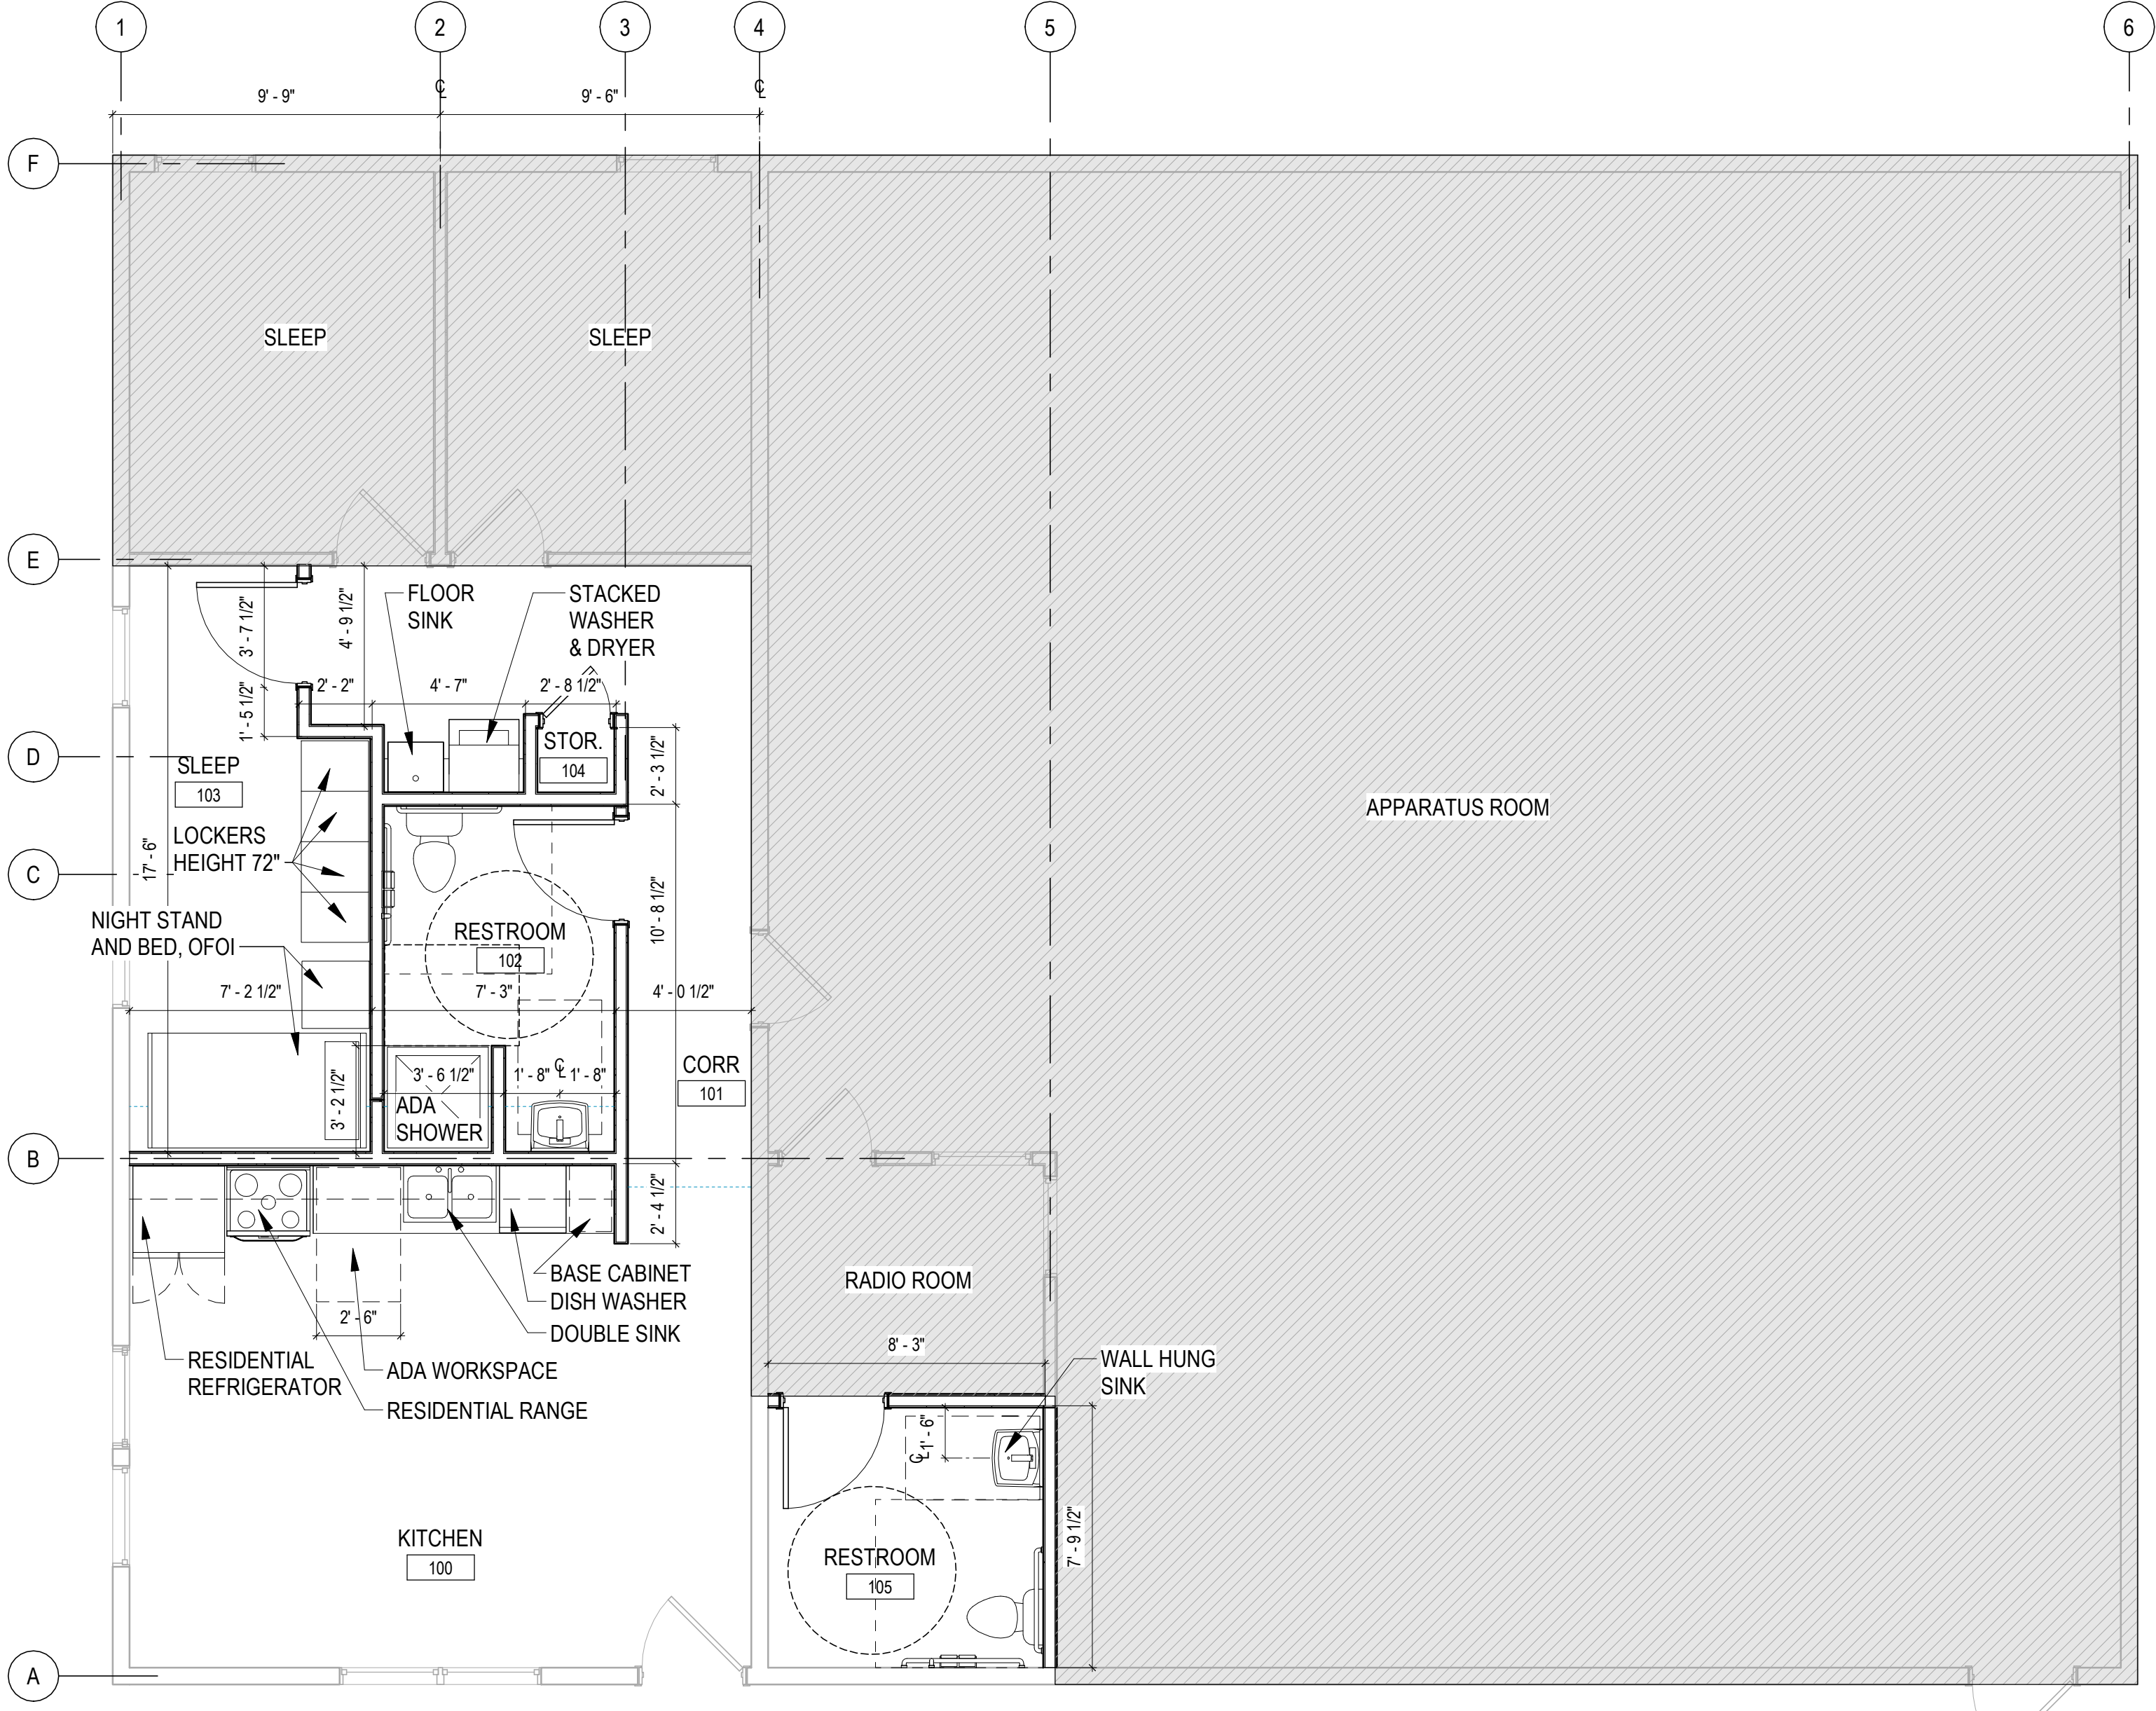 1
2
3
4
5
6
9' - 9"
℄
9' - 6"
℄
F
SLEEP
SLEEP
E
FLOOR
SINK
STACKED
WASHER
& DRYER
3' - 7 1/2"
4' - 9 1/2"
1' - 5 1/2"
2' - 2"
4' - 7"
2' - 8 1/2"
D
SLEEP
103
STOR.
104
2' - 3 1/2"
APPARATUS ROOM
LOCKERS
HEIGHT 72"
17' - 6"
C
NIGHT STAND
AND BED, OFOI
RESTROOM
102
10' - 8 1/2"
7' - 2 1/2"
7' - 3"
4' - 0 1/2"
3' - 2 1/2"
3' - 6 1/2"
1' - 8"
℄
1' - 8"
ADA
SHOWER
CORR
101
B
2' - 4 1/2"
BASE CABINET
DISH WASHER
DOUBLE SINK
RADIO ROOM
2' - 6"
8' - 3"
RESIDENTIAL
REFRIGERATOR
ADA WORKSPACE
RESIDENTIAL RANGE
WALL HUNG
SINK
℄
1' - 6"
7' - 9 1/2"
KITCHEN
100
RESTROOM
105
A